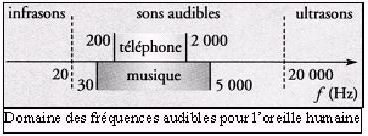 infrasons sons audibles ultrasons
200 téléphone 2 000
20 30 musique 5 000 20 000
f (Hz)
Domaine des fréquences audibles pour l'oreille humaine